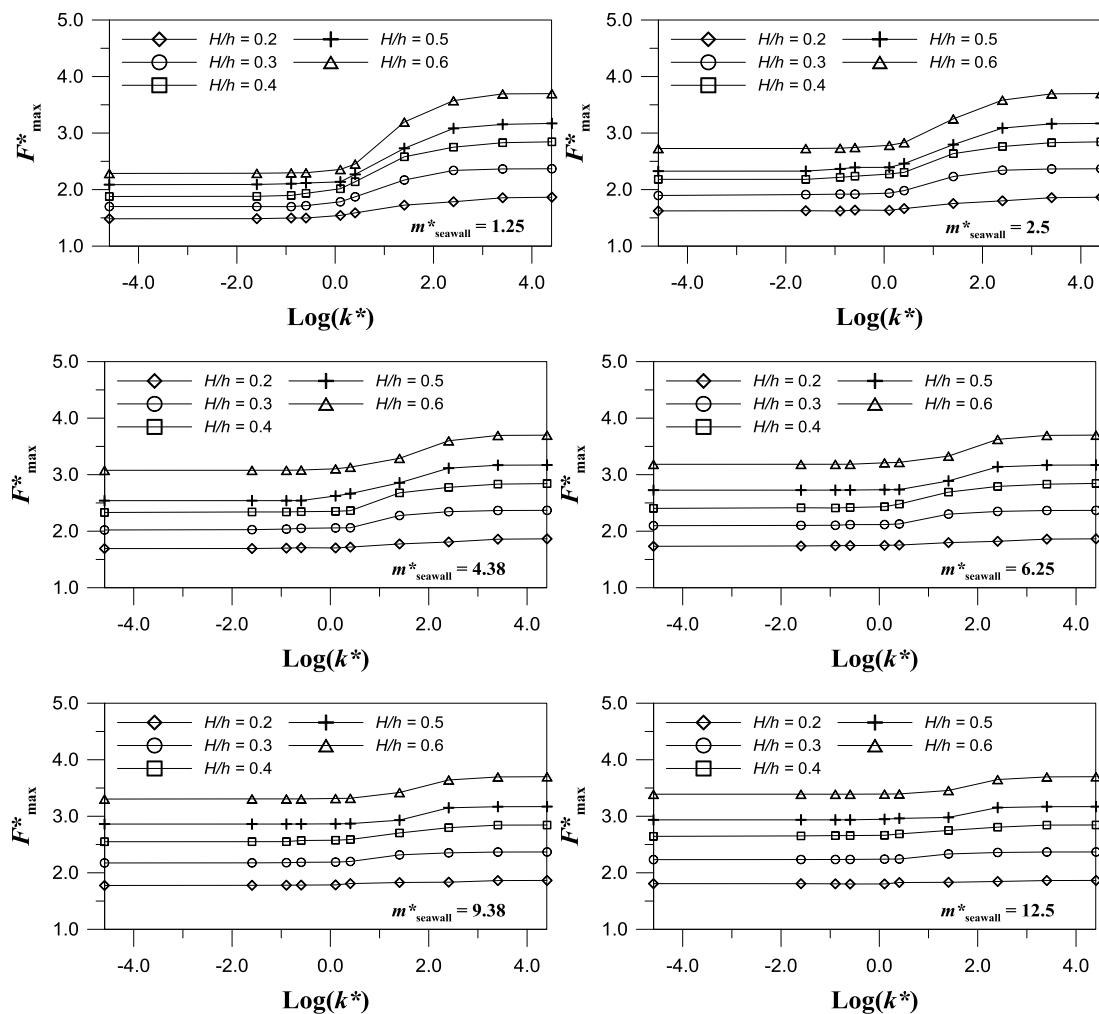 5.0
H/h = 0.2 H/h = 0.5
H/h = 0.3 H/h = 0.6
H/h = 0.4
4.0
3.0
2.0
1.0
F*max
m*seawall = 1.25
-4.0 -2.0 0.0 2.0 4.0
Log(k*)
5.0
H/h = 0.2 H/h = 0.5
H/h = 0.3 H/h = 0.6
H/h = 0.4
4.0
3.0
2.0
1.0
F*max
m*seawall = 2.5
-4.0 -2.0 0.0 2.0 4.0
Log(k*)
5.0
H/h = 0.2 H/h = 0.5
H/h = 0.3 H/h = 0.6
H/h = 0.4
4.0
3.0
2.0
1.0
F*max
m*seawall = 4.38
-4.0 -2.0 0.0 2.0 4.0
Log(k*)
5.0
H/h = 0.2 H/h = 0.5
H/h = 0.3 H/h = 0.6
H/h = 0.4
4.0
3.0
2.0
1.0
F*max
m*seawall = 6.25
-4.0 -2.0 0.0 2.0 4.0
Log(k*)
5.0
H/h = 0.2 H/h = 0.5
H/h = 0.3 H/h = 0.6
H/h = 0.4
4.0
3.0
2.0
1.0
F*max
m*seawall = 9.38
-4.0 -2.0 0.0 2.0 4.0
Log(k*)
5.0
H/h = 0.2 H/h = 0.5
H/h = 0.3 H/h = 0.6
H/h = 0.4
4.0
3.0
2.0
1.0
F*max
m*seawall = 12.5
-4.0 -2.0 0.0 2.0 4.0
Log(k*)